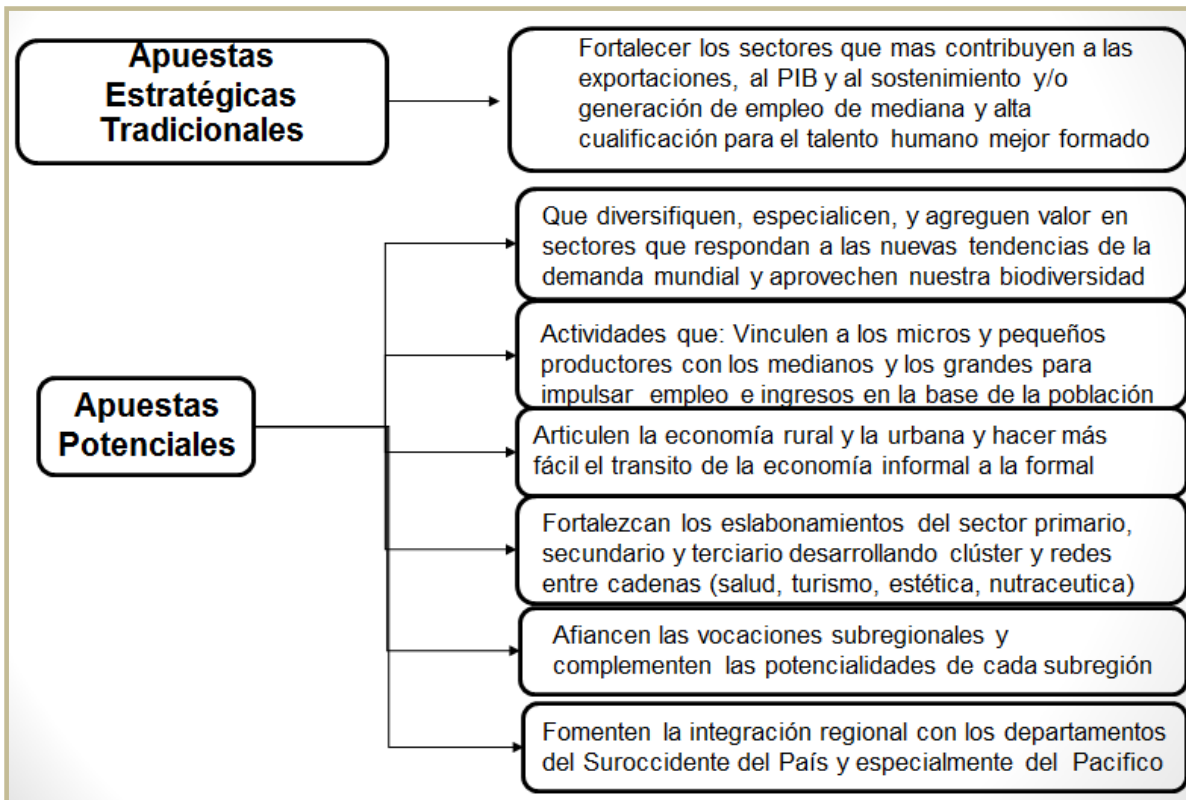 Apuestas
Estratégicas
Tradicionales
Fortalecer los sectores que mas contribuyen a las
exportaciones, al PIB y al sostenimiento y/o
generación de empleo de mediana y alta
cualificación para el talento humano mejor formado
Apuestas
Potenciales
Que diversifiquen, especialicen, y agreguen valor en
sectores que respondan a las nuevas tendencias de la
demanda mundial y aprovechen nuestra biodiversidad
Actividades que: Vinculen a los micros y pequeños
productores con los medianos y los grandes para
impulsar empleo e ingresos en la base de la población
Articulen la economía rural y la urbana y hacer más
fácil el transito de la economía informal a la formal
Fortalezcan los eslabonamientos del sector primario,
secundario y terciario desarrollando clúster y redes
entre cadenas (salud, turismo, estética, nutraceutica)
Afiancen las vocaciones subregionales y
complementen las potencialidades de cada subregión
Fomenten la integración regional con los departamentos
del Suroccidente del País y especialmente del Pacifico